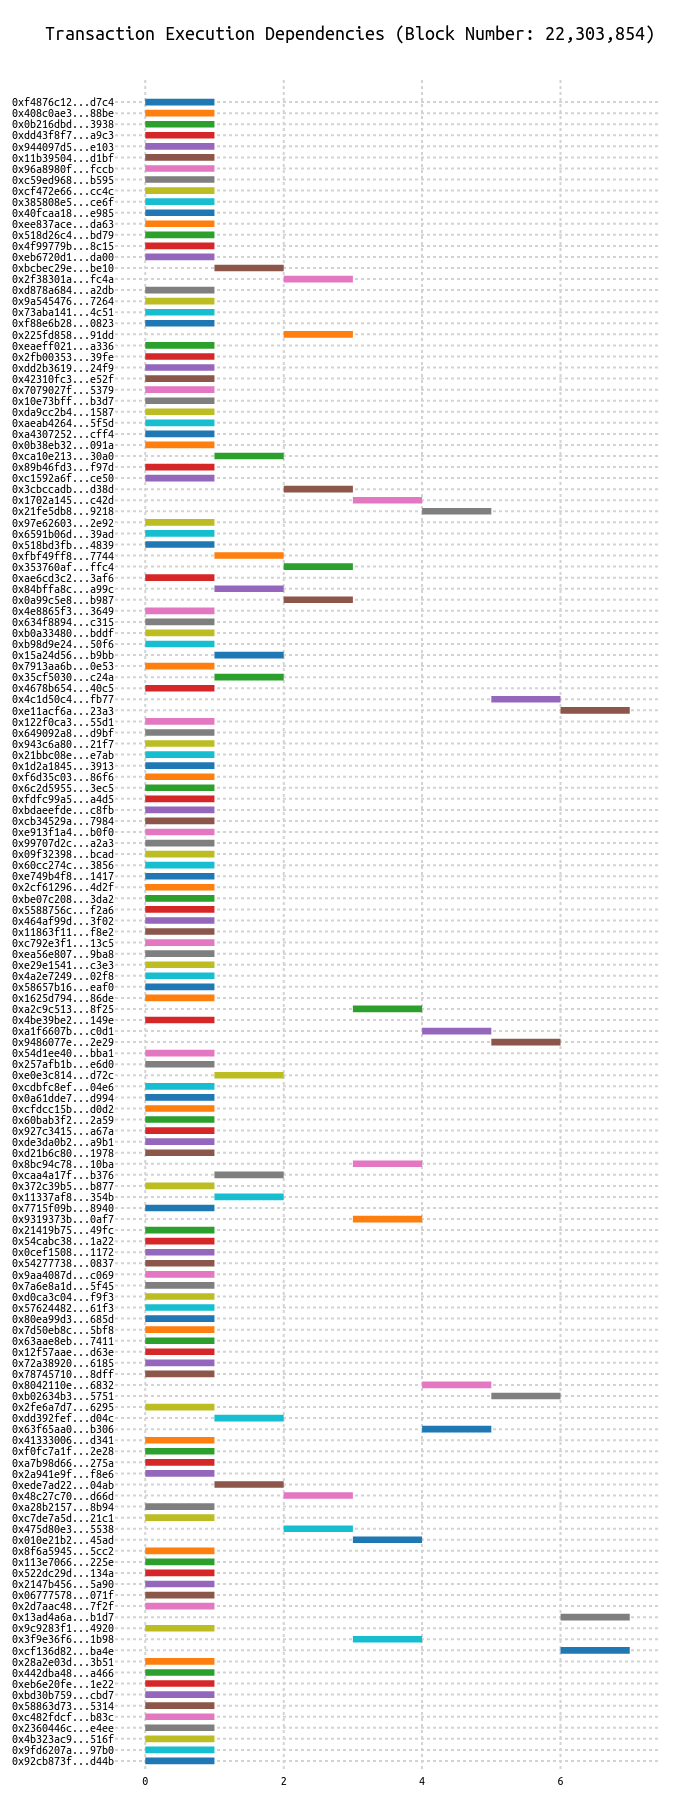 Transaction Execution Dependencies (Block Number: 22,303,854)
0xf4876c12...d7c4
0x408c0ae3...88be
0x0b216dbd...3938
0xdd43f8f7...a9c3
0x944097d5...e103
0x11b39504...d1bf
0x96a8980f...fccb
0xc59ed968...b595
0xcf472e66...cc4c
0x385808e5...ce6f
0x40fcaa18...e985
0xee837ace...da63
0x518d26c4...bd79
0x4f99779b...8c15
0xeb6720d1...da00
0xbcbec29e...be10
0x2f38301a...fc4a
0xd878a684...a2db
0x9a545476...7264
0x73aba141...4c51
0xf88e6b28...0823
0x225fd858...91dd
0xeaeff021...a336
0x2fb00353...39fe
0xdd2b3619...24f9
0x42310fc3...e52f
0x7079027f...5379
0x10e73bff...b3d7
0xda9cc2b4...1587
0xaeab4264...5f5d
0xa4307252...cff4
0x0b38eb32...091a
0xca10e213...30a0
0x89b46fd3...f97d
0xc1592a6f...ce50
0x3cbccadb...d38d
0x1702a145...c42d
0x21fe5db8...9218
0x97e62603...2e92
0x6591b06d...39ad
0x518bd3fb...4839
0xfbf49ff8...7744
0x353760af...ffc4
0xae6cd3c2...3af6
0x84bffa8c...a99c
0x0a99c5e8...b987
0x4e8865f3...3649
0x634f8894...c315
0xb0a33480...bddf
0xb98d9e24...50f6
0x15a24d56...b9bb
0x7913aa6b...0e53
0x35cf5030...c24a
0x4678b654...40c5
0x4c1d50c4...fb77
0xe11acf6a...23a3
0x122f0ca3...55d1
0x649092a8...d9bf
0x943c6a80...21f7
0x21bbc08e...e7ab
0x1d2a1845...3913
0xf6d35c03...86f6
0x6c2d5955...3ec5
0xfdfc99a5...a4d5
0xbdaeefde...c8fb
0xcb34529a...7984
0xe913f1a4...b0f0
0x99707d2c...a2a3
0x09f32398...bcad
0x60cc274c...3856
0xe749b4f8...1417
0x2cf61296...4d2f
0xbe07c208...3da2
0x5588756c...f2a6
0x464af99d...3f02
0x11863f11...f8e2
0xc792e3f1...13c5
0xea56e807...9ba8
0xe29e1541...c3e3
0x4a2e7249...02f8
0x58657b16...eaf0
0x1625d794...86de
0xa2c9c513...8f25
0x4be39be2...149e
0xa1f6607b...c0d1
0x9486077e...2e29
0x54d1ee40...bba1
0x257afb1b...e6d0
0xe0e3c814...d72c
0xcdbfc8ef...04e6
0x0a61dde7...d994
0xcfdcc15b...d0d2
0x60bab3f2...2a59
0x927c3415...a67a
0xde3da0b2...a9b1
0xd21b6c80...1978
0x8bc94c78...10ba
0xcaa4a17f...b376
0x372c39b5...b877
0x11337af8...354b
0x7715f09b...8940
0x9319373b...0af7
0x21419b75...49fc
0x54cabc38...1a22
0x0cef1508...1172
0x54277738...0837
0x9aa4087d...c069
0x7a6e8a1d...5f45
0xd0ca3c04...f9f3
0x57624482...61f3
0x80ea99d3...685d
0x7d50eb8c...5bf8
0x63aae8eb...7411
0x12f57aae...d63e
0x72a38920...6185
0x78745710...8dff
0x8042110e...6832
0xb02634b3...5751
0x2fe6a7d7...6295
0xdd392fef...d04c
0x63f65aa0...b306
0x41333006...d341
0xf0fc7a1f...2e28
0xa7b98d66...275a
0x2a941e9f...f8e6
0xede7ad22...04ab
0x48c27c70...d66d
0xa28b2157...8b94
0xc7de7a5d...21c1
0x475d80e3...5538
0x010e21b2...45ad
0x8f6a5945...5cc2
0x113e7066...225e
0x522dc29d...134a
0x2147b456...5a90
0x06777578...071f
0x2d7aac48...7f2f
0x13ad4a6a...b1d7
0x9c9283f1...4920
0x3f9e36f6...1b98
0xcf136d82...ba4e
0x28a2e03d...3b51
0x442dba48...a466
0xeb6e20fe...1e22
0xbd30b759...cbd7
0x58863d73...5314
0xc482fdcf...b83c
0x2360446c...e4ee
0x4b323ac9...516f
0x9fd6207a...97b0
0x92cb873f...d44b
0 2 4 6